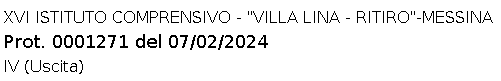 XVI ISTITUTO COMPRENSIVO - "VILLA LINA - RITIRO"-MESSINA
Prot. 0001271 del 07/02/2024
IV (Uscita)